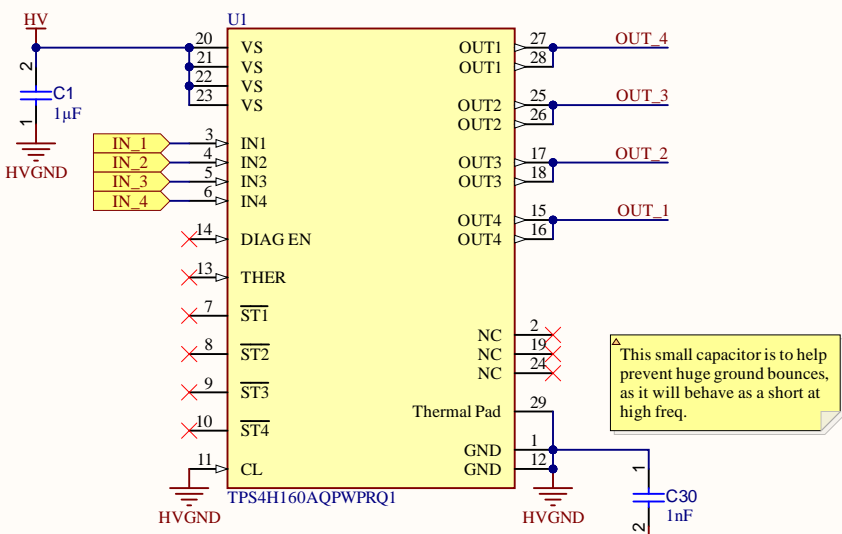 HV
U1
20 VS
21 VS
22 VS
23 VS
2
C1
1µF
1
HVGND
IN_1 3 IN1
IN_2 4 IN2
IN_3 5 IN3
IN_4 6 IN4
14 DIAG EN
13 THER
7 ST1
8 ST2
9 ST3
10 ST4
11 CL
HVGND
TPS4H160AQPWPRQ1
OUT1 27 OUT_4
OUT1 28
OUT2 25 OUT_3
OUT2 26
OUT3 17 OUT_2
OUT3 18
OUT4 15 OUT_1
OUT4 16
NC 2
NC 19
NC 24
Thermal Pad 29
GND 1
GND 12
HVGND
This small capacitor is to help
prevent huge ground bounces,
as it will behave as a short at
high freq.
1
C30
1nF
2